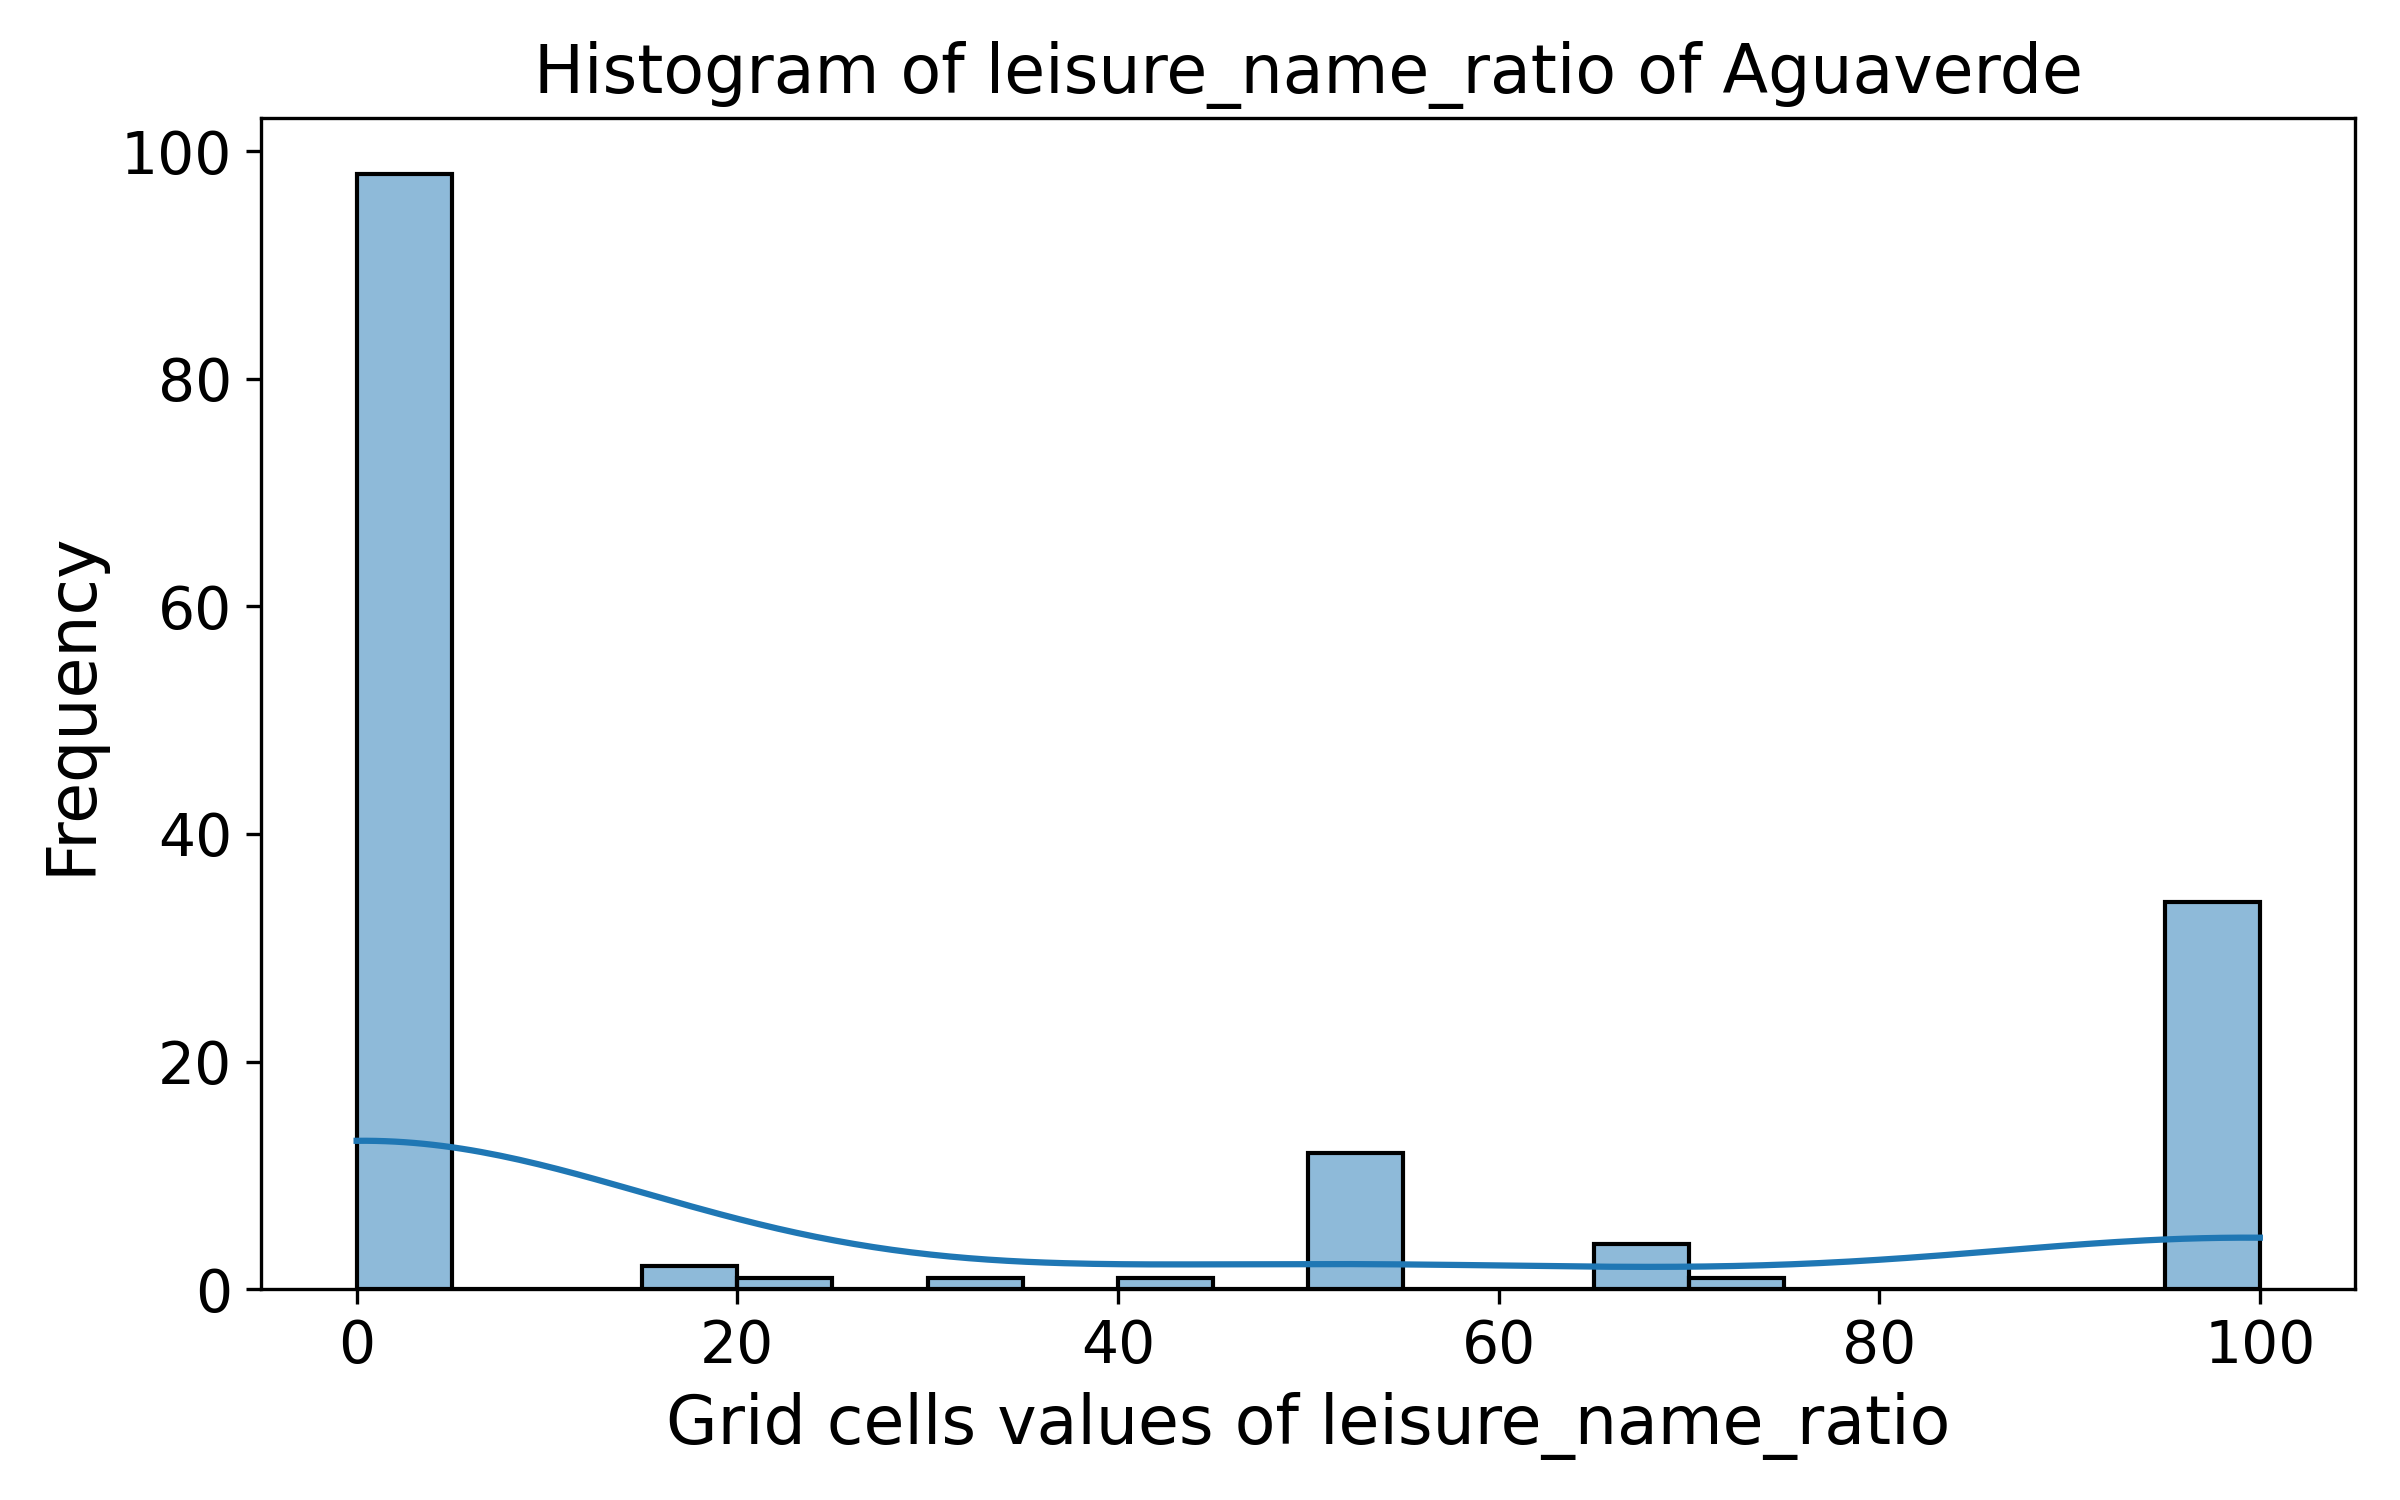 Histogram of leisure_name_ratio of Aguaverde
100
80
60
40
20
0
Frequency
0 20 40 60 80 100
Grid cells values of leisure_name_ratio